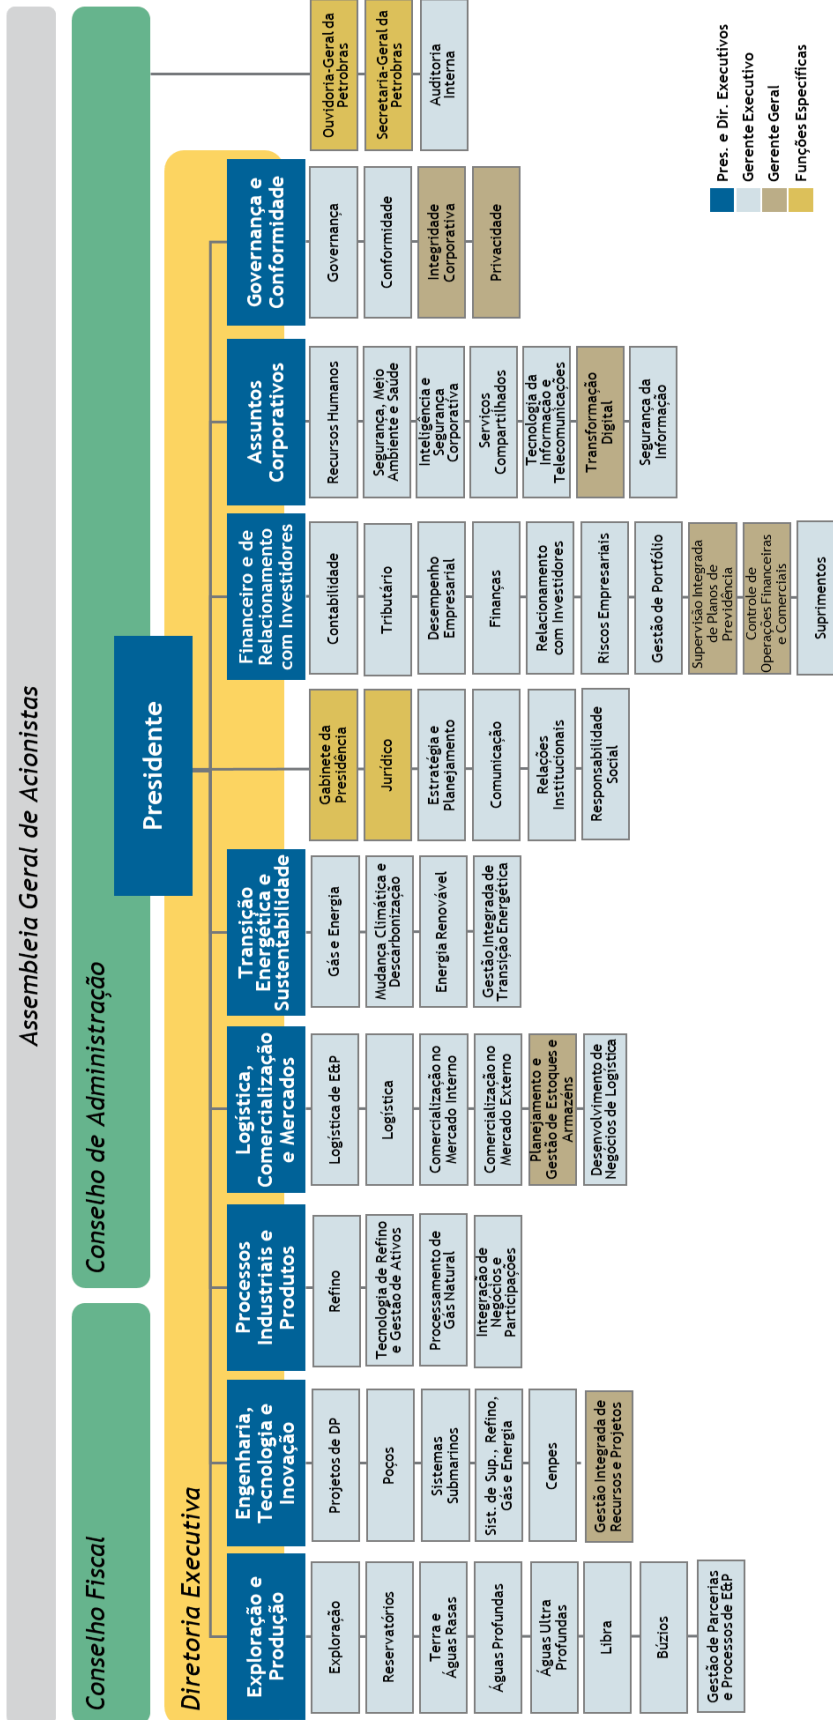 Assembleia Geral de Acionistas
Conselho Fiscal
Conselho de Administração
Diretoria Executiva
Presidente
Exploração e
Produção
Exploração
Reservatórios
Terra e
Águas Rasas
Águas Profundas
Águas Ultra
Profundas
Libra
Búzios
Gestão de Parcerias
e Processos de E&P
Engenharia,
Tecnologia e
Inovação
Projetos de DP
Poços
Sistemas
Submarinos
Sist. de Sup., Refino,
Gás e Energia
Cenpes
Gestão Integrada de
Recursos e Projetos
Processos
Industriais e
Produtos
Refino
Tecnologia de Refino
e Gestão de Ativos
Processamento de
Gás Natural
Integração de
Negócios e
Participações
Logística,
Comercialização
e Mercados
Logística de E&P
Logística
Comercialização no
Mercado Interno
Comercialização no
Mercado Externo
Planejamento e
Gestão de Estoques e
Armazéns
Desenvolvimento de
Negócios de Logística
Transição
Energética e
Sustentabilidade
Gás e Energia
Mudança Climática e
Descarbonização
Energia Renovável
Gestão Integrada de
Transição Energética
Gabinete da
Presidência
Jurídico
Estratégia e
Planejamento
Comunicação
Relações
Institucionais
Responsabilidade
Social
Financeiro e de
Relacionamento
com Investidores
Contabilidade
Tributário
Desempenho
Empresarial
Finanças
Relacionamento
com Investidores
Riscos Empresariais
Gestão de Portfólio
Supervisão Integrada
de Planos de
Previdência
Controle de
Operações Financeiras
e Comerciais
Suprimentos
Assuntos
Corporativos
Recursos Humanos
Segurança, Meio
Ambiente e Saúde
Inteligência e
Segurança
Corporativa
Serviços
Compartilhados
Tecnologia da
Informação e
Telecomunicações
Transformação
Digital
Segurança da
Informação
Governança e
Conformidade
Governança
Conformidade
Integridade
Corporativa
Privacidade
Ouvidoria-Geral da
Petrobras
Secretaria-Geral da
Petrobras
Auditoria
Interna
Pres. e Dir. Executivos
Gerente Executivo
Gerente Geral
Funções Específicas